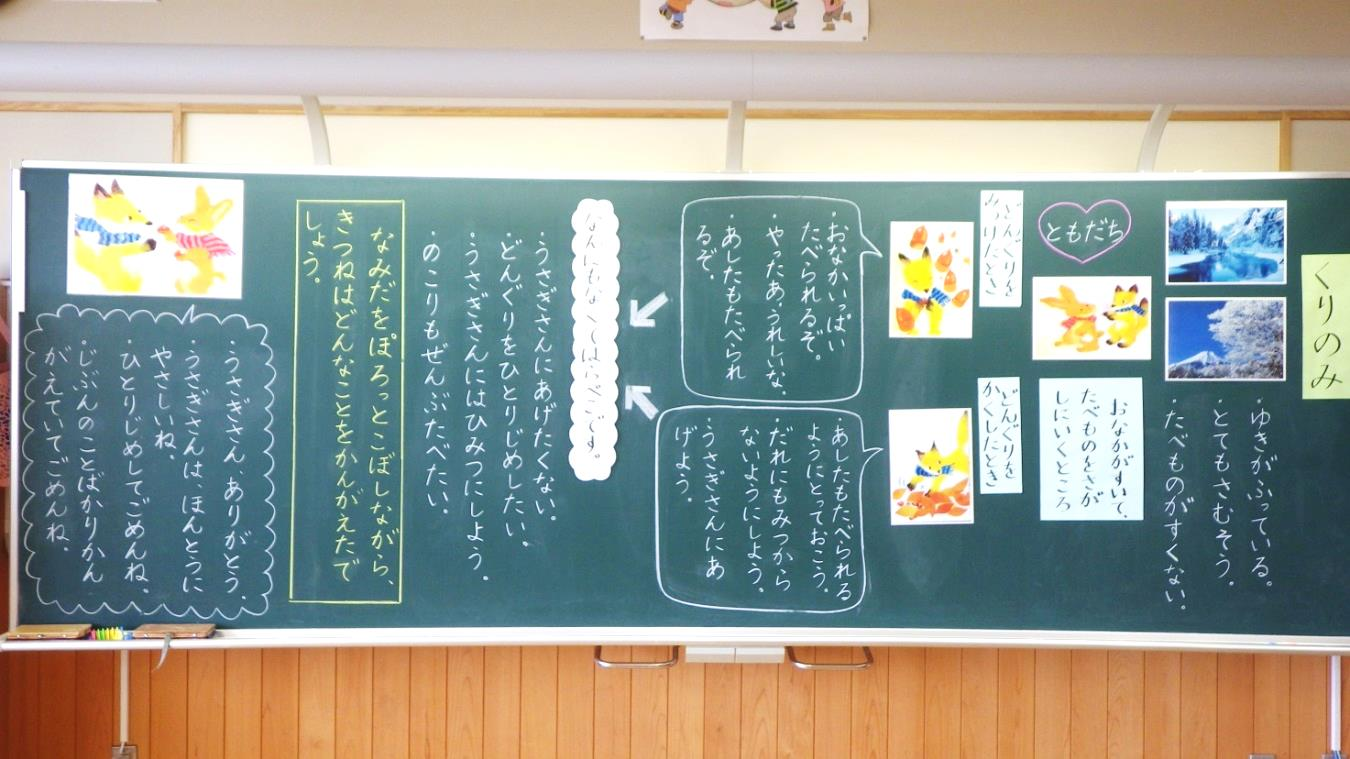 くりのみ
ゆきがふっている。
とてもさむそう。
・たべものがすくない。
ともだち
おなかがすいて、
たべものをさが
しにいくところ
どんぐりを
みつけたとき
・おなかいっぱい
たべられるぞ。
・やったあ、うれしいな。
・あしたもたべられ
るぞ。
どんぐりを
かくしたとき
・あしたもたべられる
ようにとっておこう。
・だれにもみつから
ないようにしよう。
・うさぎさんにあ
げよう。
なんにもなくてはらぺこです。
・うさぎさんにあげたくない。
・どんぐりをひとりじめしたい。
・うさぎさんにはひみつにしよう。
・のこりもぜんぶたべたい。
なみだをぽろっとこぼしながら、
きつねはどんなことをかんがえたで
しょう。
・うさぎさん、ありがとう。
・うさぎさんは、ほんとうに
やさしいね。
・ひとりじめしてごめんね。
・じぶんのことばかりかん
がえていてごめんね。